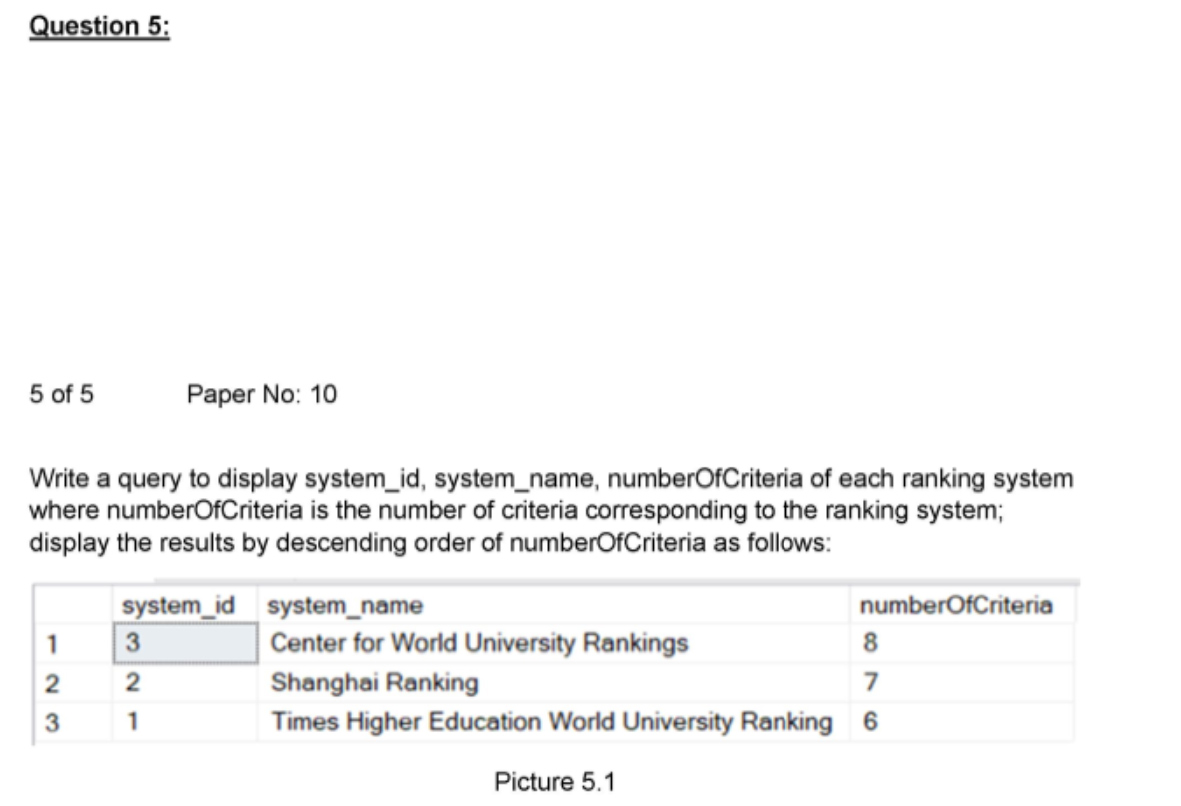 Question 5:
5 of 5 Paper No: 10
Write a query to display system_id, system_name, numberOfCriteria of each ranking system
where numberOfCriteria is the number of criteria corresponding to the ranking system;
display the results by descending order of numberOfCriteria as follows:
system_id system_name numberOfCriteria
1 3 Center for World University Rankings 8
2 2 Shanghai Ranking 7
3 1 Times Higher Education World University Ranking 6
Picture 5.1